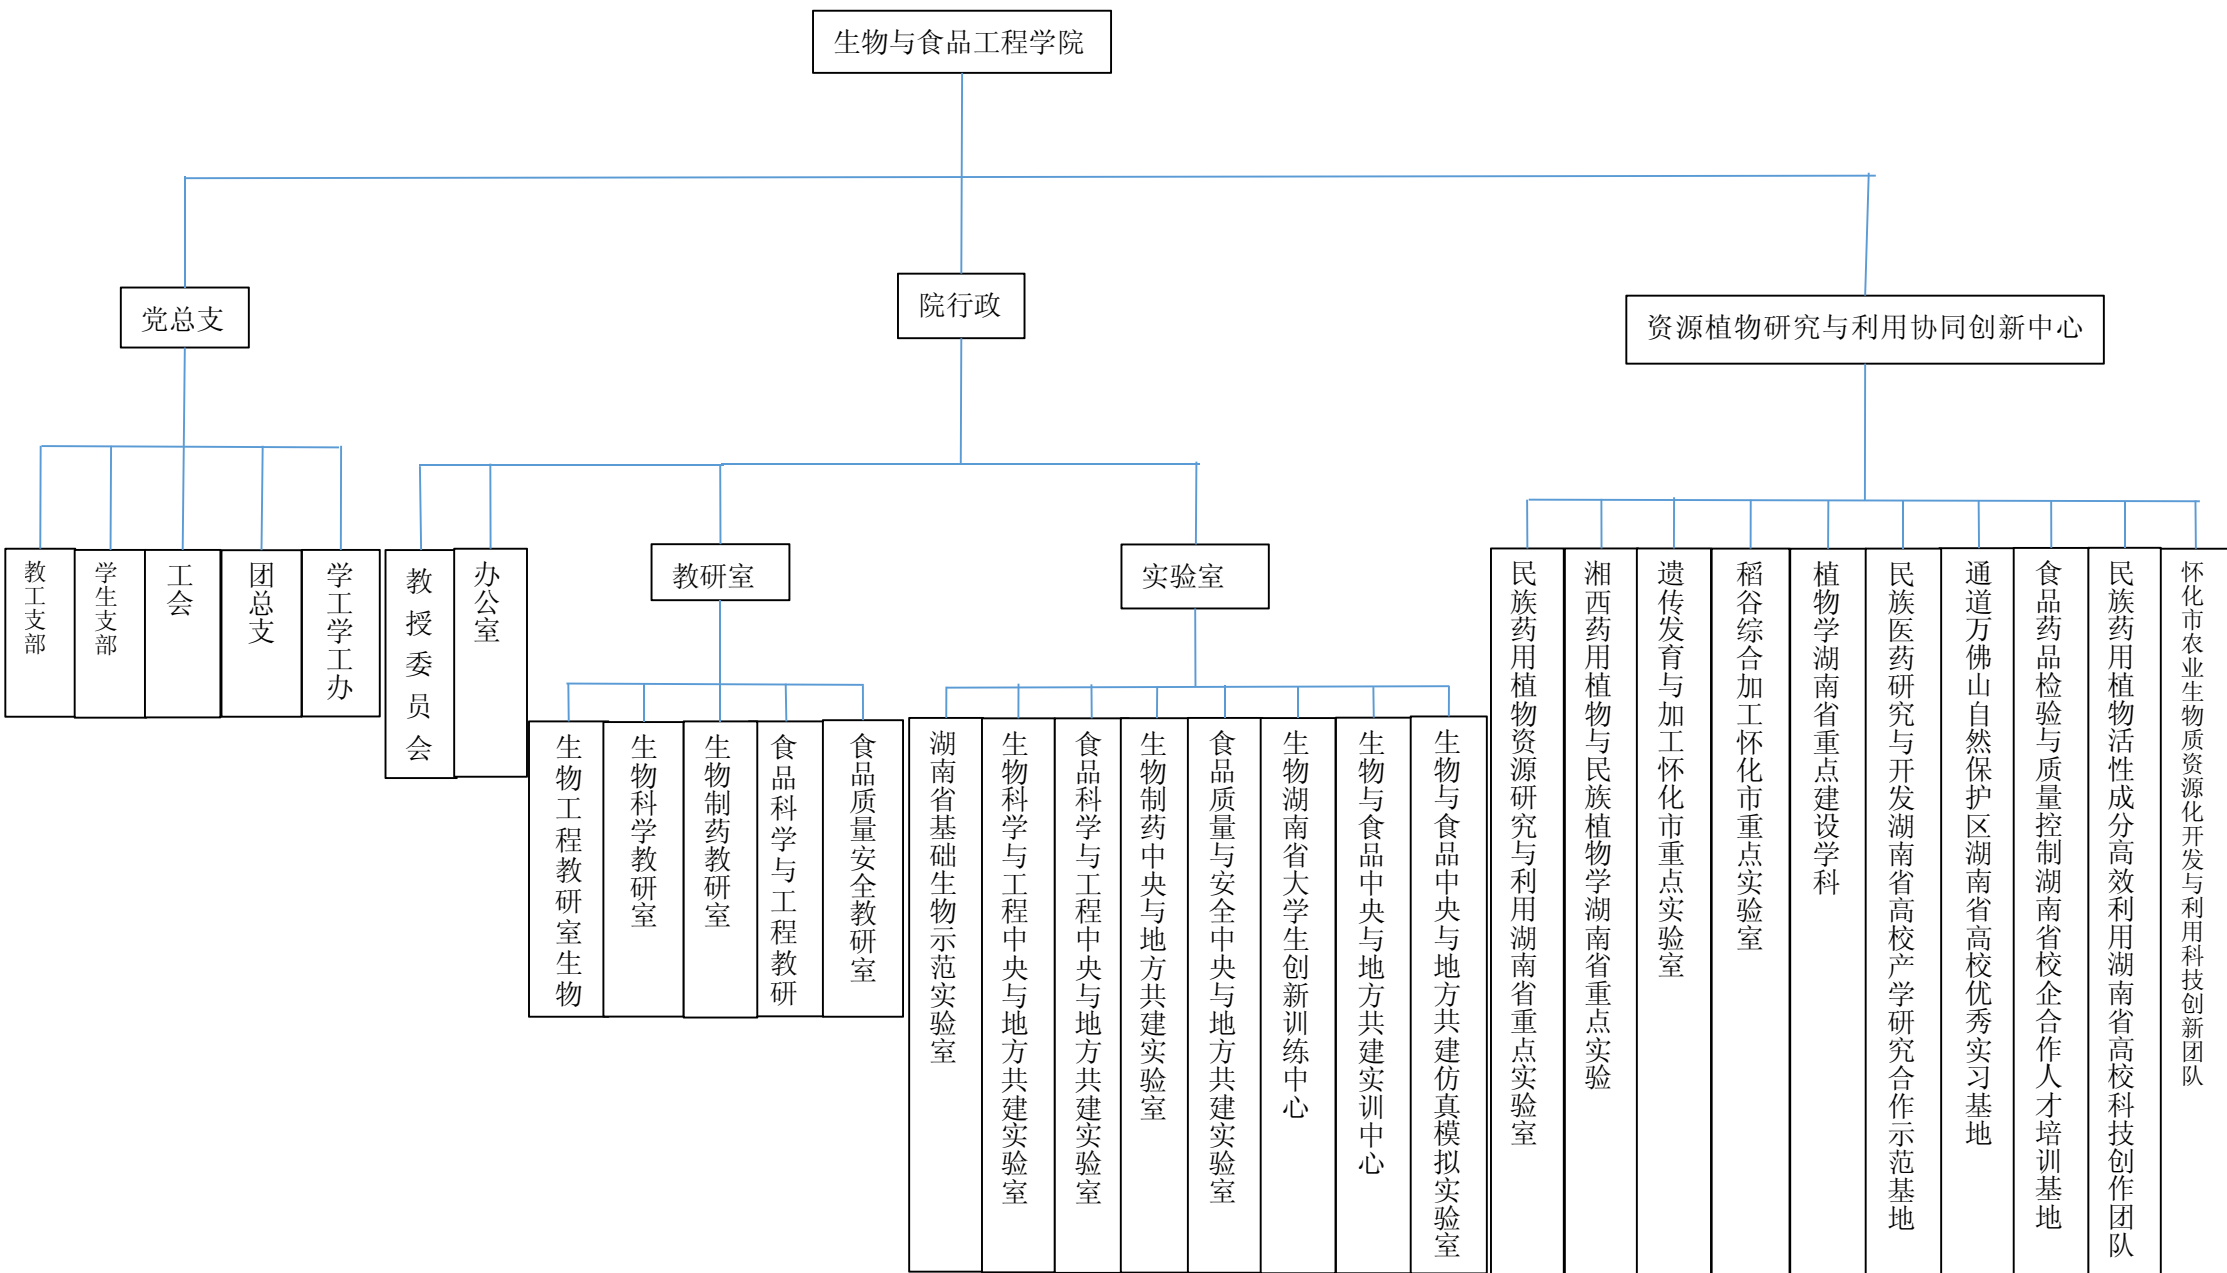 生物与食品工程学院
党总支
院行政
资源植物研究与利用协同创新中心
教工支部
学生支部
工会
团总支
学工学工办
教授委员会
办公室
教研室
实验室
生物工程教研室生物
生物科学教研室
生物制药教研室
食品科学与工程教研
食品质量安全教研室
湖南省基础生物示范实验室
生物科学与工程中央与地方共建实验室
食品科学与工程中央与地方共建实验室
生物制药中央与地方共建实验室
食品质量与安全中央与地方共建实验室
生物湖南省大学生创新训练中心
生物与食品中央与地方共建实训中心
生物与食品中央与地方共建仿真模拟实验室
民族药用植物资源研究与利用湖南省重点实验室
湘西药用植物与民族植物学湖南省重点实验
遗传发育与加工怀化市重点实验室
稻谷综合加工怀化市重点实验室
植物学湖南省重点建设学科
民族医药研究与开发湖南省高校产学研究合作示范基地
通道万佛山自然保护区湖南省高校优秀实习基地
食品药品检验与质量控制湖南省校企合作人才培训基地
民族药用植物活性成分高效利用湖南省高校科技创作团队
怀化市农业生物质资源化开发与利用科技创新团队